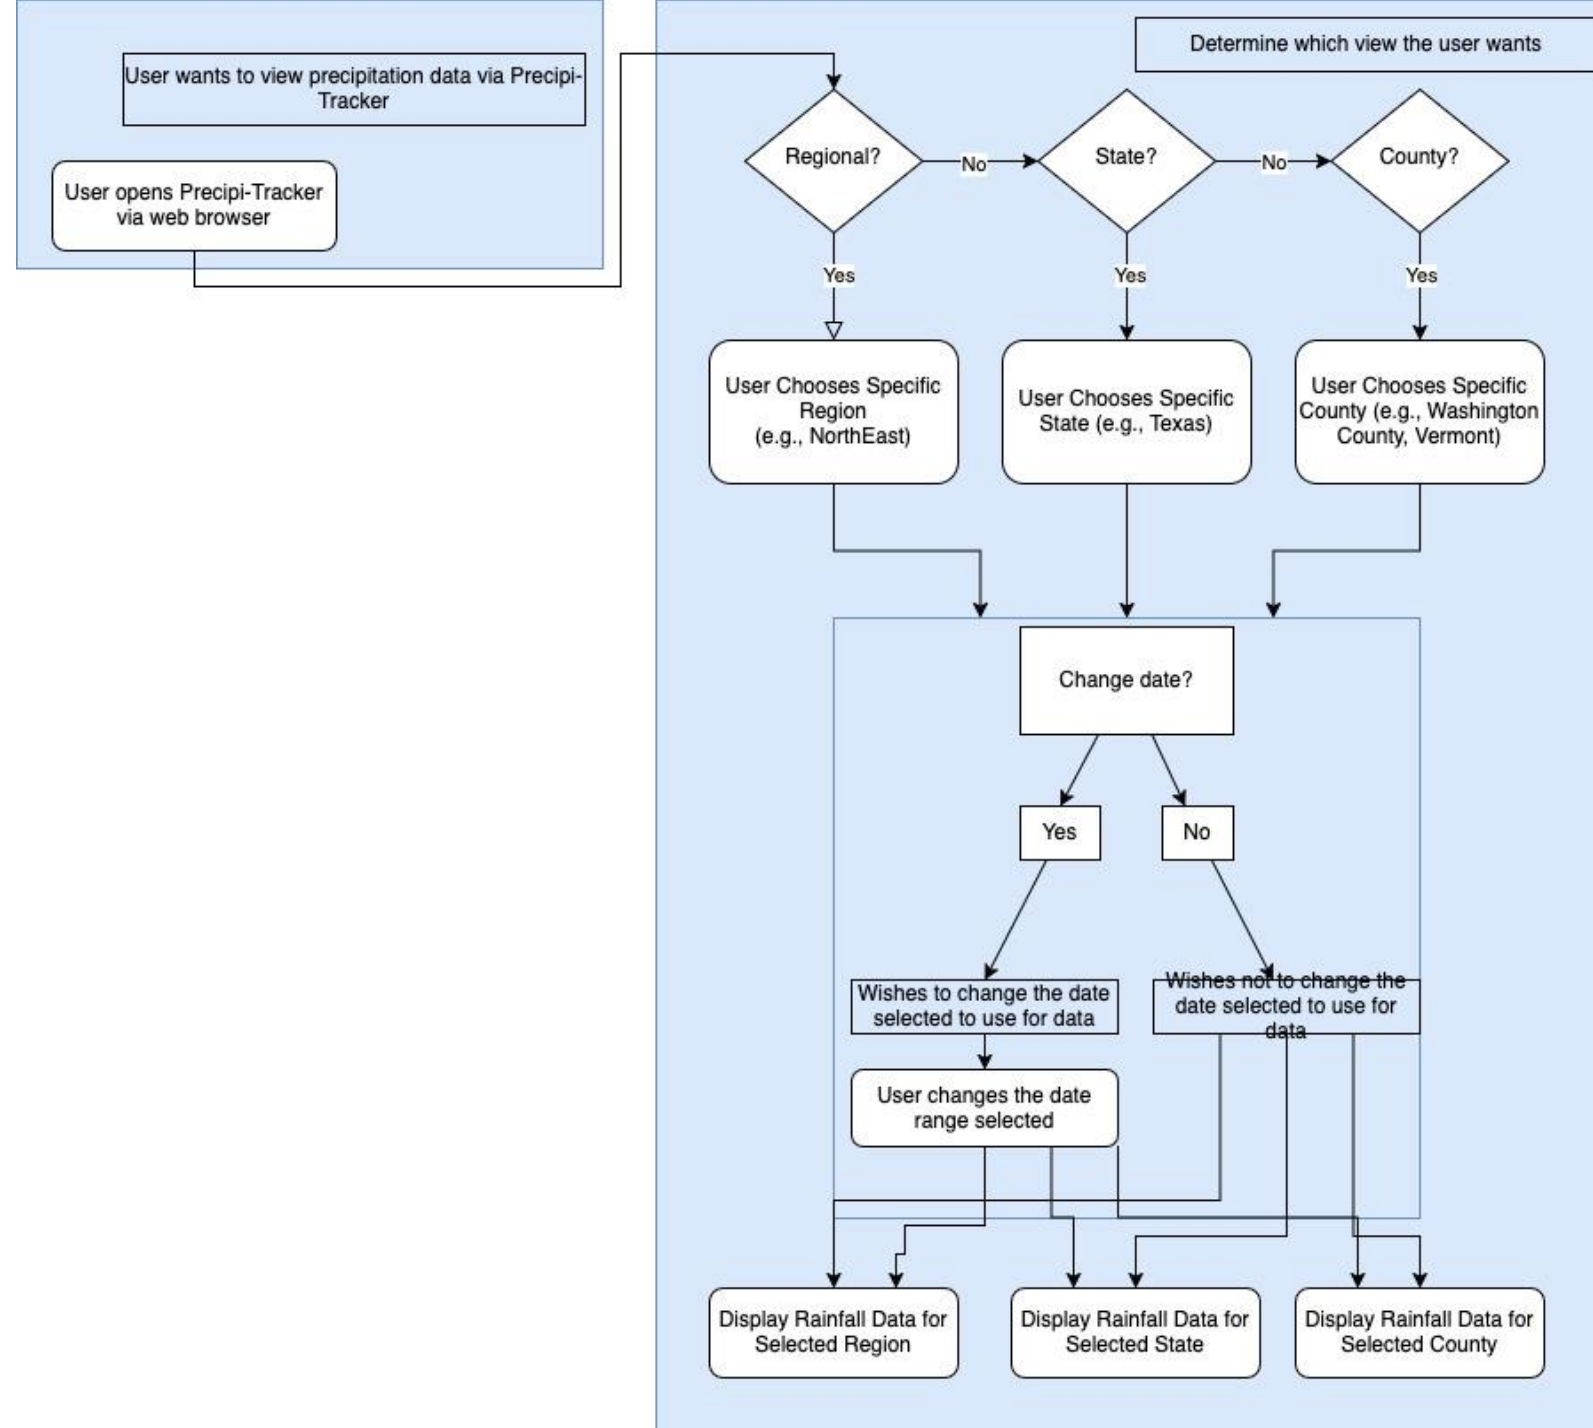 User wants to view precipitation data via Precipi-
Tracker
User opens Precipi-Tracker
via web browser
Determine which view the user wants
Regional?
No
State?
No
County?
Yes
Yes
Yes
User Chooses Specific
Region
(e.g., NorthEast)
User Chooses Specific
State (e.g., Texas)
User Chooses Specific
County (e.g., Washington
County, Vermont)
Change date?
Yes
No
Wishes to change the date
selected to use for data
Wishes not to change the
date selected to use for
data
User changes the date
range selected
Display Rainfall Data for
Selected Region
Display Rainfall Data for
Selected State
Display Rainfall Data for
Selected County